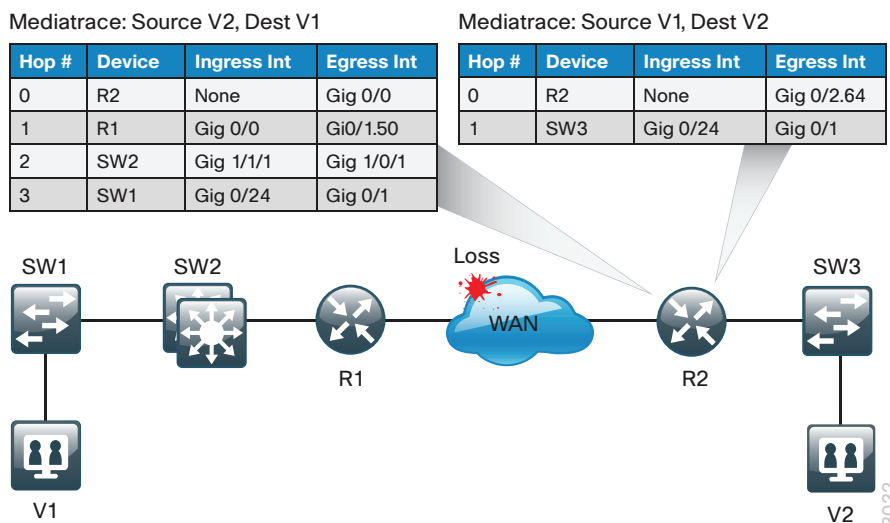 Mediatrace: Source V2, Dest V1
Hop # Device Ingress Int Egress Int
0 R2 None Gig 0/0
1 R1 Gig 0/0 Gi0/1.50
2 SW2 Gig 1/1/1 Gig 1/0/1
3 SW1 Gig 0/24 Gig 0/1
Mediatrace: Source V1, Dest V2
Hop # Device Ingress Int Egress Int
0 R2 None Gig 0/2.64
1 SW3 Gig 0/24 Gig 0/1
SW1
SW2
Loss
SW3
WAN
R1
R2
V1
V2